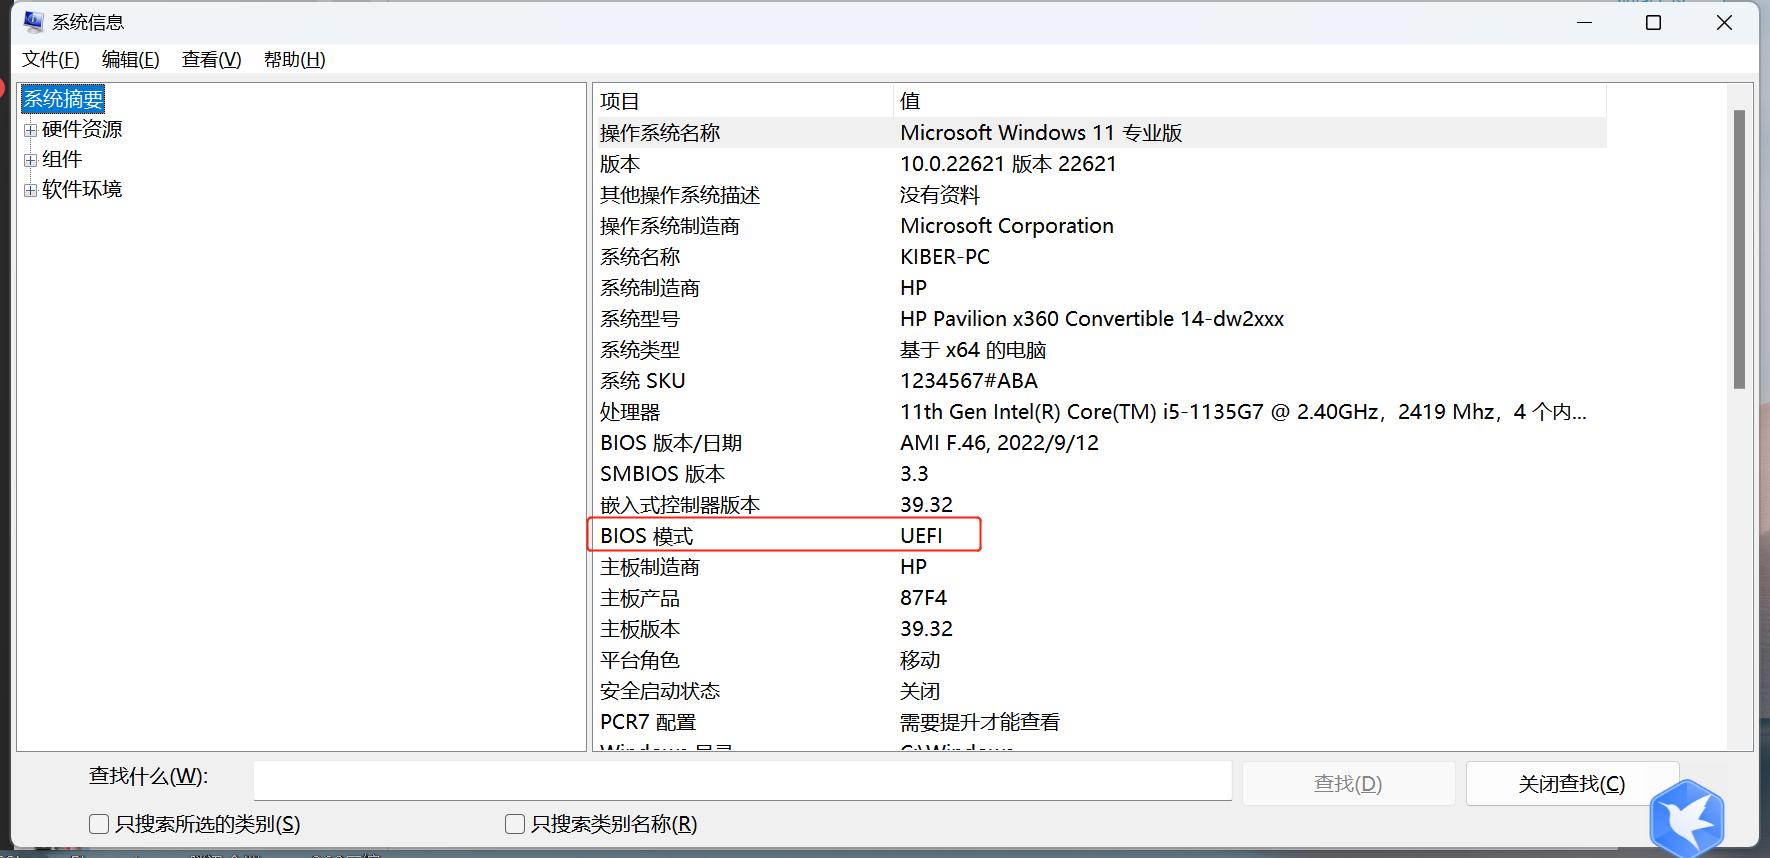 系统信息
文件(F) 编辑(E) 查看(V) 帮助(H)
系统摘要
硬件资源
组件
软件环境
项目 值
操作系统名称 Microsoft Windows 11 专业版
版本 10.0.22621 版本 22621
其他操作系统描述 没有资料
操作系统制造商 Microsoft Corporation
系统名称 KIBER-PC
系统制造商 HP
系统型号 HP Pavilion x360 Convertible 14-dw2xxx
系统类型 基于 x64 的电脑
系统 SKU 1234567#ABA
处理器 11th Gen Intel(R) Core(TM) i5-1135G7 @ 2.40GHz，2419 Mhz，4 个内...
BIOS 版本/日期 AMI F.46, 2022/9/12
SMBIOS 版本 3.3
嵌入式控制器版本 39.32
BIOS 模式 UEFI
主板制造商 HP
主板产品 87F4
主板版本 39.32
平台角色 移动
安全启动状态 关闭
PCR7 配置 需要提升才能查看
Windows 目录 C:\Windows
查找什么(W):
查找(D) 关闭查找(C)
只搜索所选的类别(S) 只搜索类别名称(R)